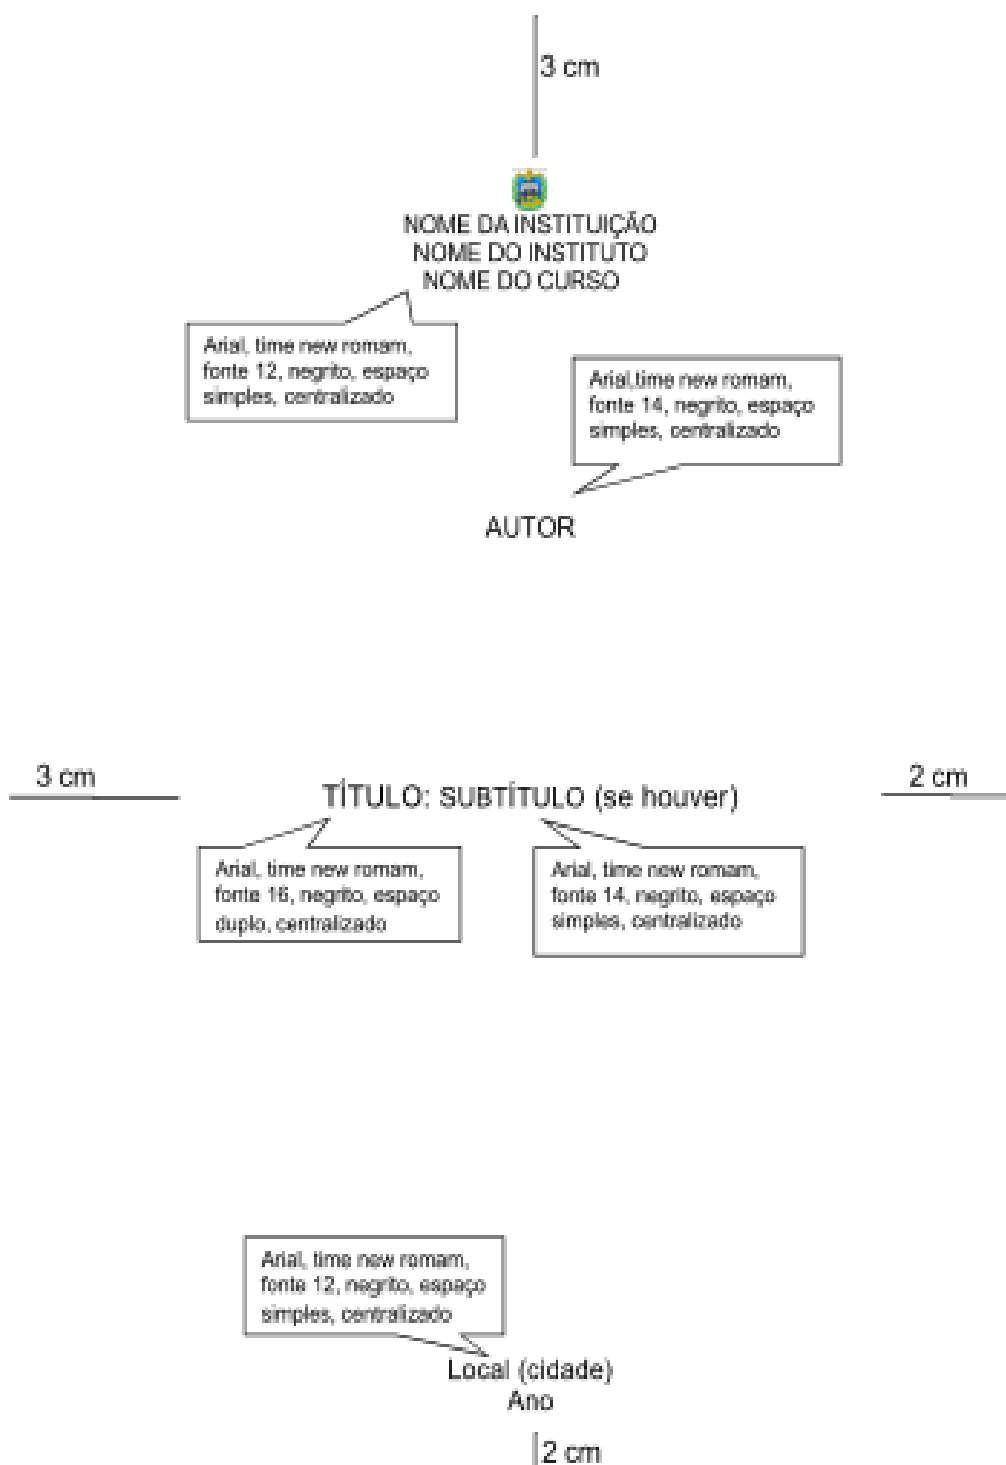 3 cm
NOME DA INSTITUIÇÃO
NOME DO INSTITUTO
NOME DO CURSO
Arial, time new romam,
fonte 12, negrito, espaço
simples, centralizado
Arial,time new romam,
fonte 14, negrito, espaço
simples, centralizado
AUTOR
3 cm
TÍTULO: SUBTÍTULO (se houver)
2 cm
Arial, time new romam,
fonte 16, negrito, espaço
duplo, centralizado
Arial, time new romam,
fonte 14, negrito, espaço
simples, centralizado
Arial, time new romam,
fonte 12, negrito, espaço
simples, centralizado
Local (cidade)
Ano
2 cm